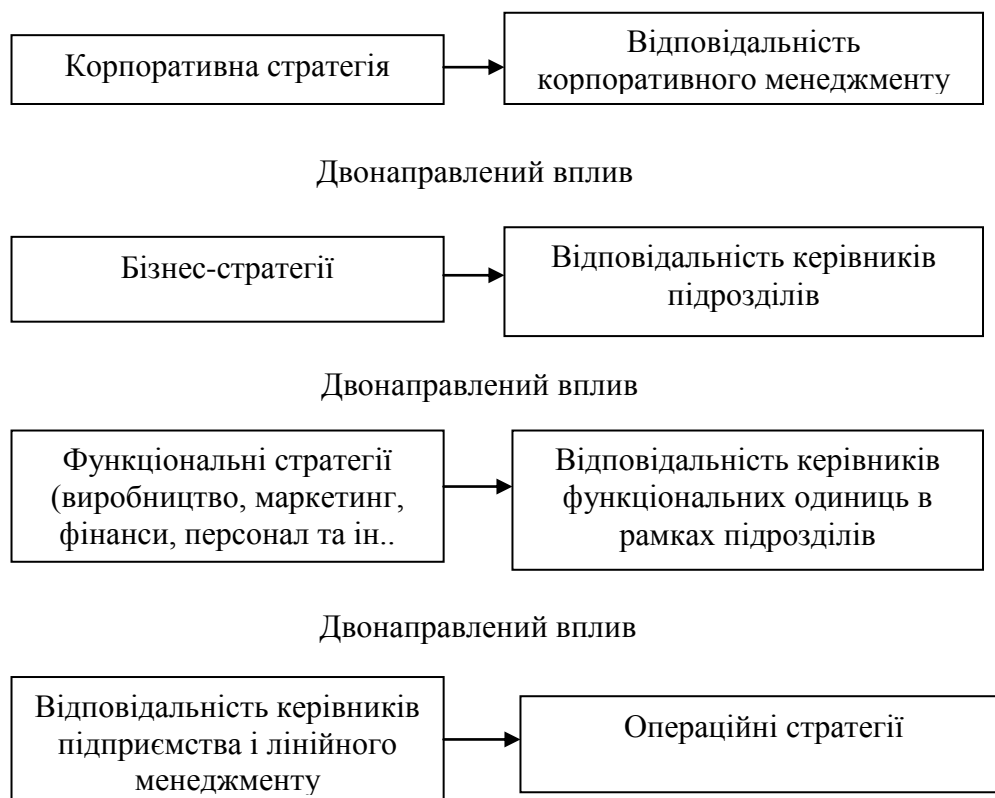 Корпоративна стратегія
Відповідальність
корпоративного менеджменту
Двонаправлений вплив
Бізнес-стратегії
Відповідальність керівників
підрозділів
Двонаправлений вплив
Функціональні стратегії
(виробництво, маркетинг,
фінанси, персонал та ін..
Відповідальність керівників
функціональних одиниць в
рамках підрозділів
Двонаправлений вплив
Відповідальність керівників
підприємства і лінійного
менеджменту
Операційні стратегії